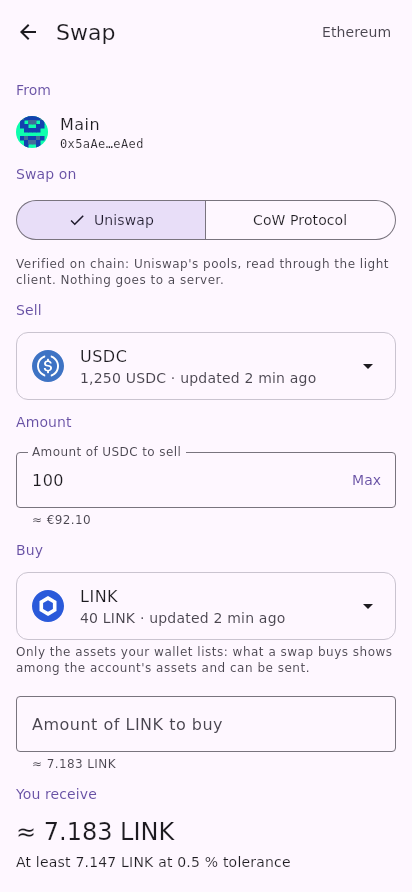 Swap
Ethereum
From
Main
0x5aAe…eAed
Swap on
Uniswap
CoW Protocol
Verified on chain: Uniswap's pools, read through the light
client. Nothing goes to a server.
Sell
USDC
1,250 USDC · updated 2 min ago
Amount
Amount of USDC to sell
100
Max
≈ €92.10
Buy
LINK
40 LINK · updated 2 min ago
Only the assets your wallet lists: what a swap buys shows
among the account's assets and can be sent.
Amount of LINK to buy
≈ 7.183 LINK
You receive
≈ 7.183 LINK
At least 7.147 LINK at 0.5 % tolerance